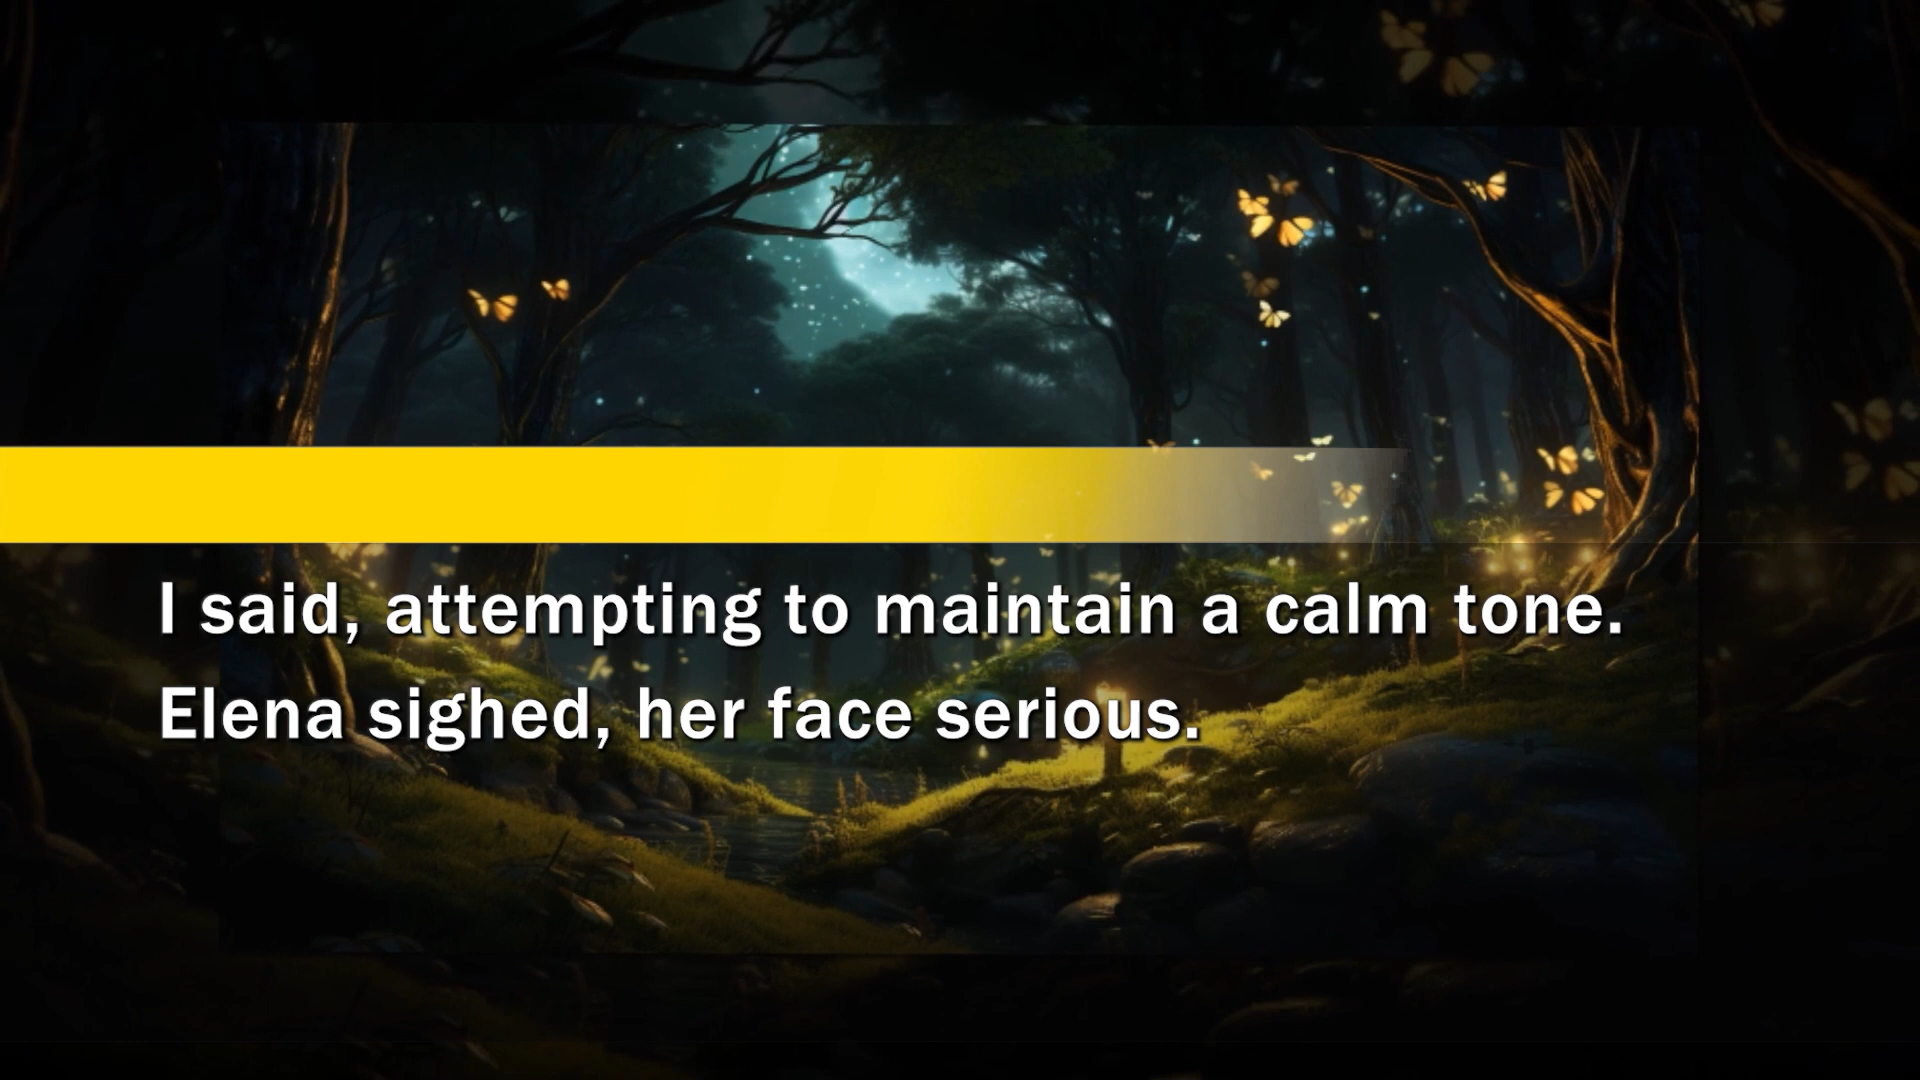 I said, attempting to maintain a calm tone.
Elena sighed, her face serious.